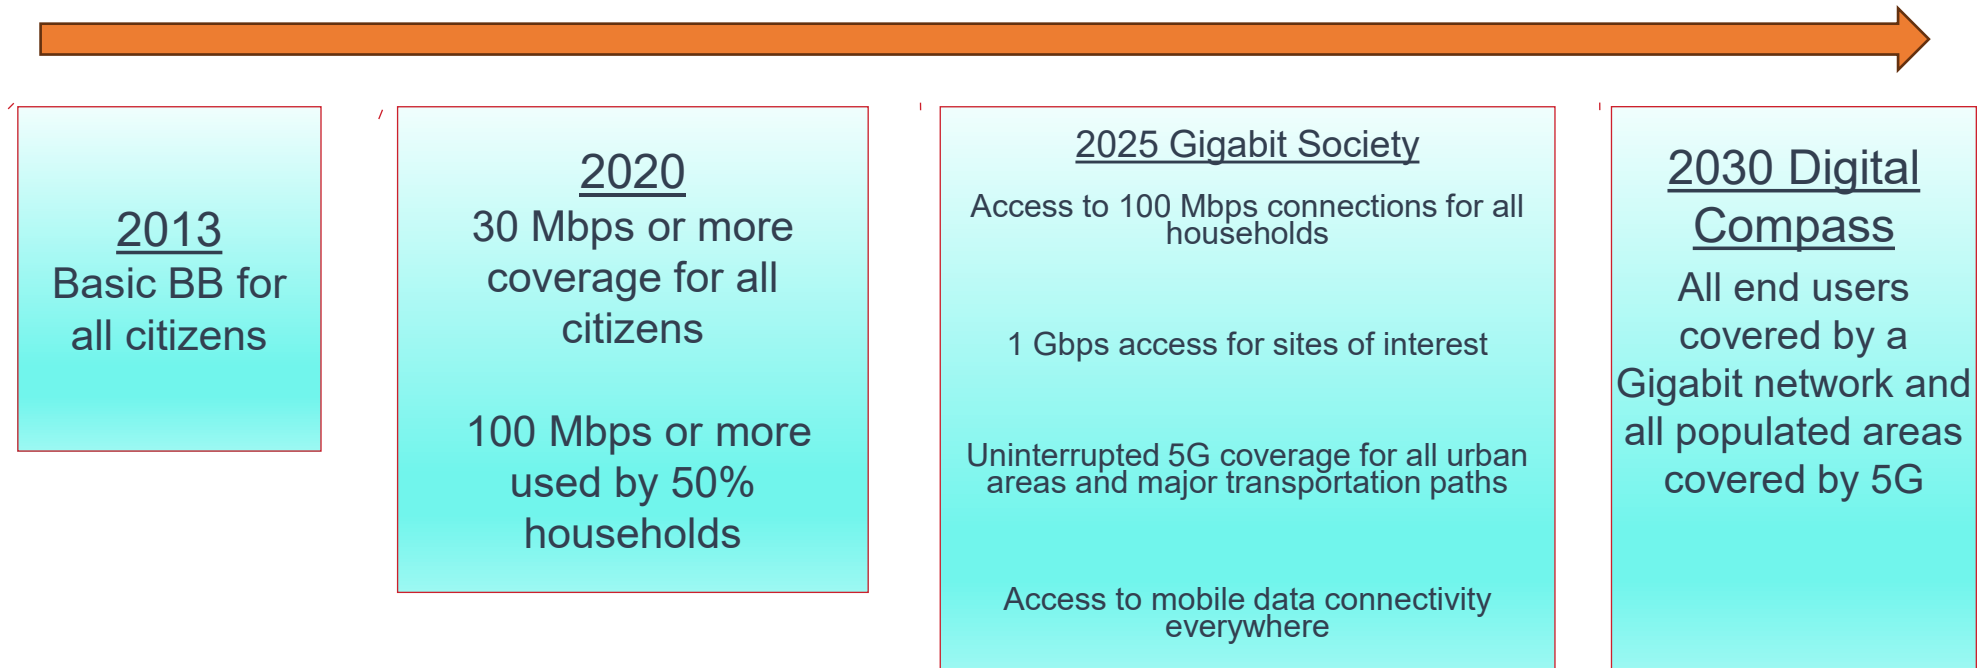 2013
Basic BB for
all citizens
2020
30 Mbps or more
coverage for all
citizens
100 Mbps or more
used by 50%
households
2025 Gigabit Society
Access to 100 Mbps connections for all
households
1 Gbps access for sites of interest
Uninterrupted 5G coverage for all urban
areas and major transportation paths
Access to mobile data connectivity
everywhere
2030 Digital
Compass
All end users
covered by a
Gigabit network and
all populated areas
covered by 5G